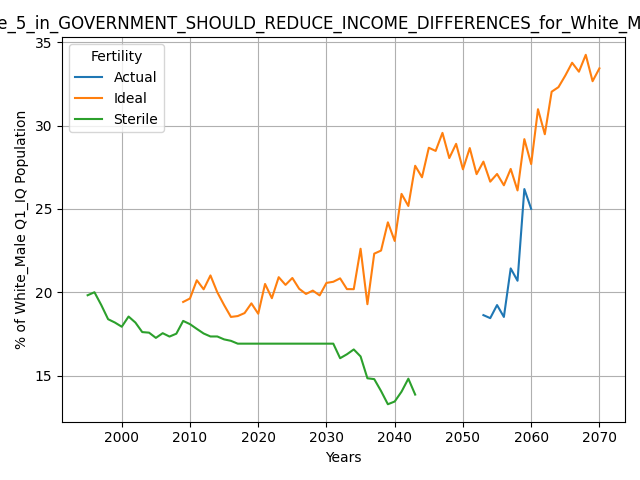 e_5_in_GOVERNMENT_SHOULD_REDUCE_INCOME_DIFFERENCES_for_White_M
Fertility
Actual
Ideal
Sterile
% of White_Male Q1_IQ Population
35
30
25
20
15
2000 2010 2020 2030 2040 2050 2060 2070
Years